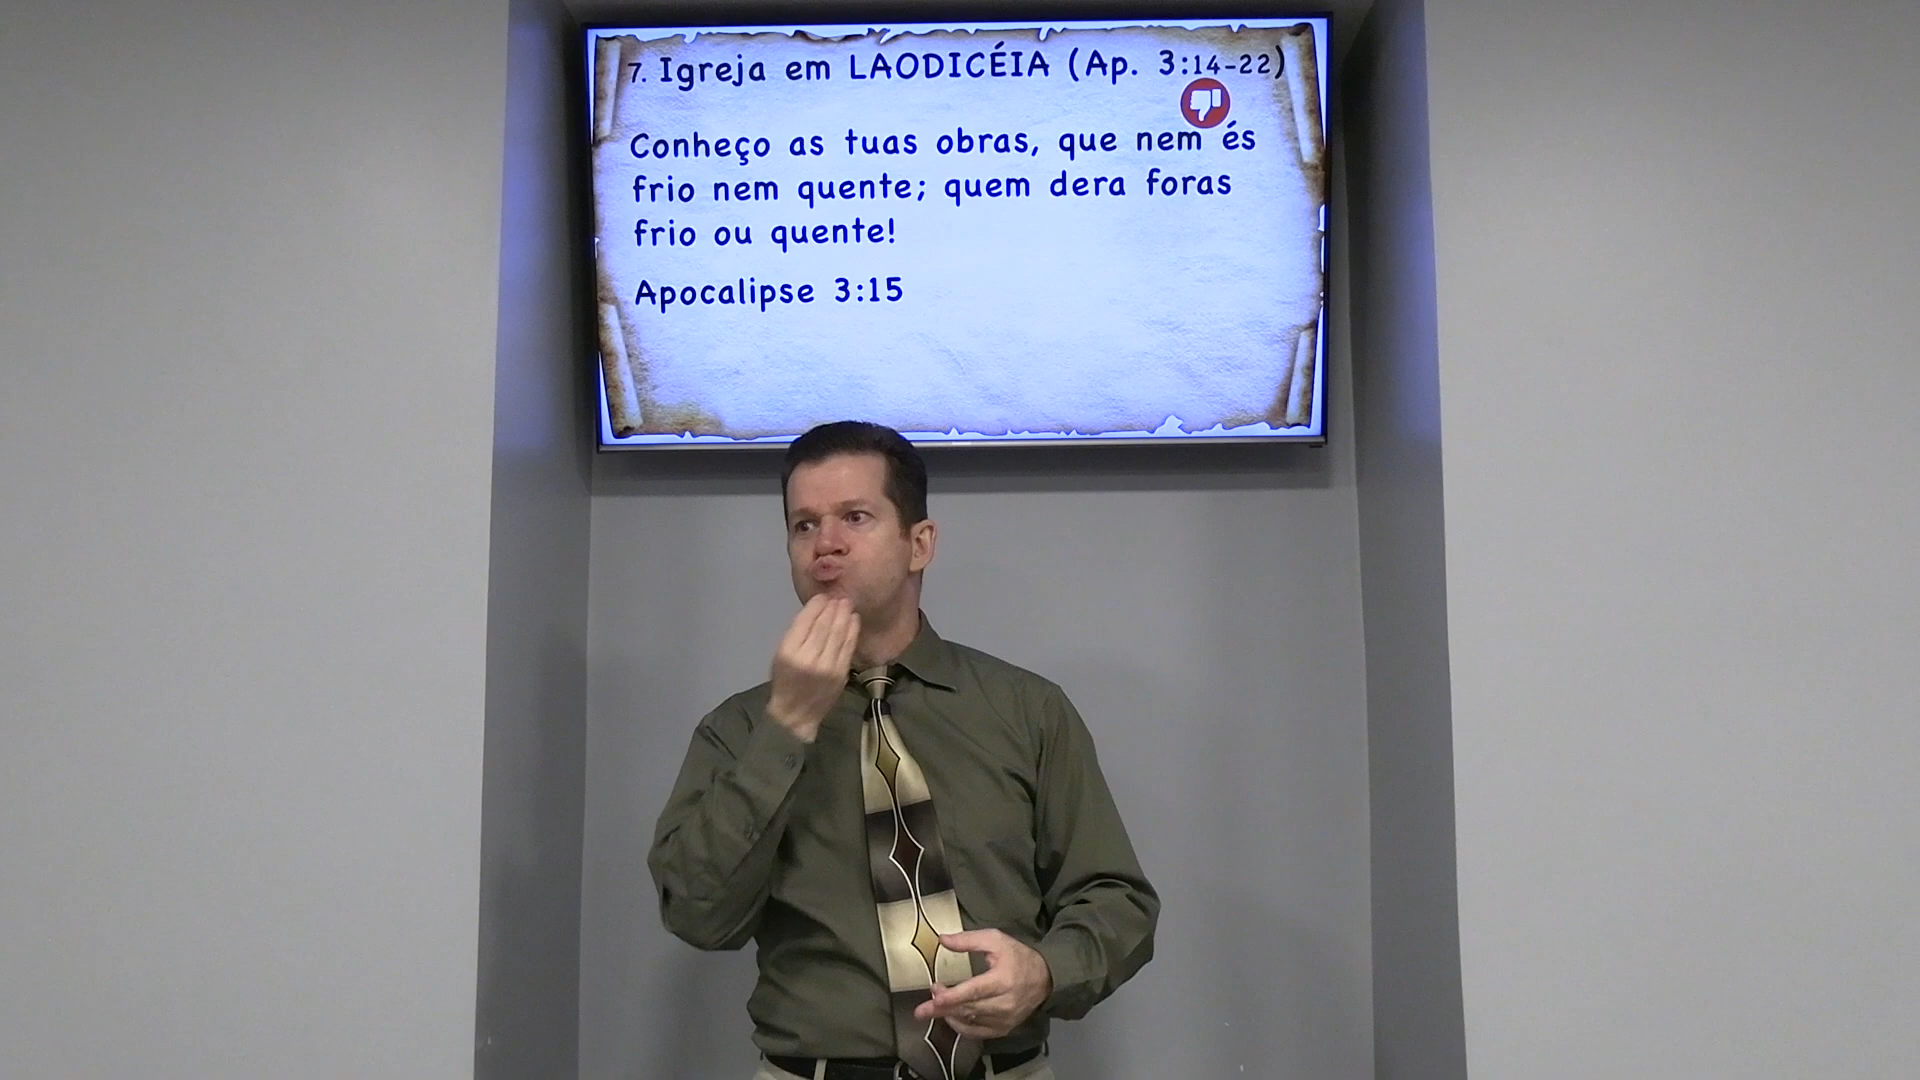 7. Igreja em LAODICÉIA (Ap. 3:14-22)
Conheço as tuas obras, que nem és
frio nem quente; quem dera foras
frio ou quente!
Apocalipse 3:15